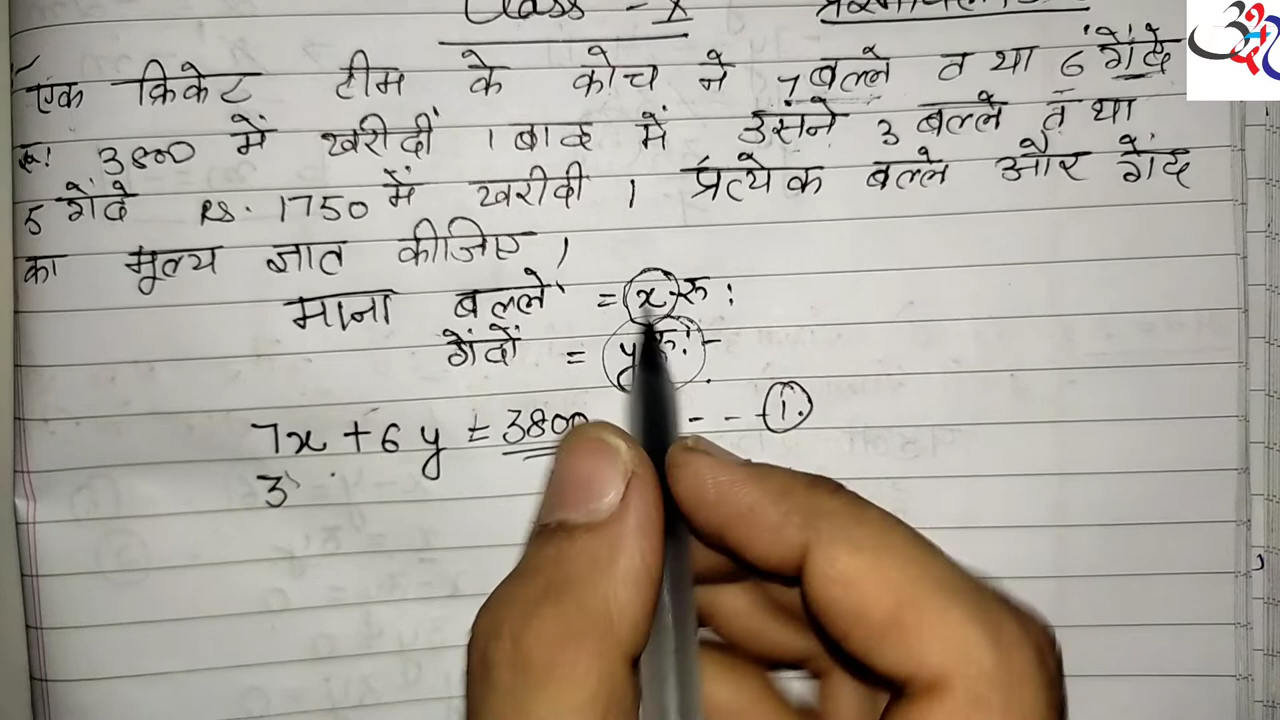 Class - X
एक क्रिकेट टीम के कोच ने 7 बल्ले तथा 6 गेंदे
रू! 3800 में खरीदीं । बाद में उसने 3 बल्ले तथा
5 गेंदे RS. 1750 में खरीदी । प्रत्येक बल्ले और गेंद
का मूल्य ज्ञात कीजिए ।
माना बल्ले = x रु :
गेंदों = y रु:
7x + 6y = 3800 - - - 1.
3